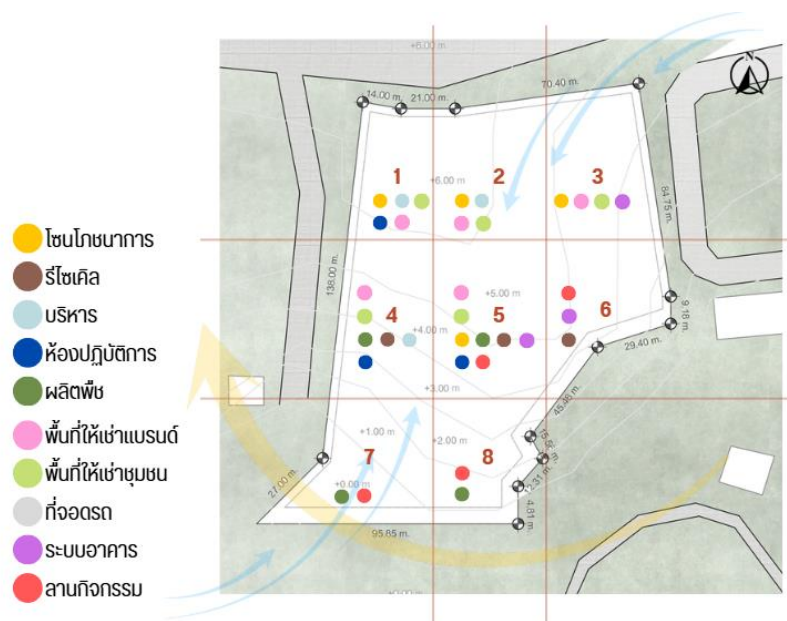 +6.00 m.
N
70.40 m.
14.00 m.
21.00 m.
1
2
3
+6.00 m
84.75 m.
138.00 m.
โซนโภชนาการ
รีไซเคิล
บริหาร
ห้องปฏิบัติการ
ผลิตพืช
พื้นที่ให้เช่าแบรนด์
พื้นที่ให้เช่าชุมชน
ที่จอดรถ
ระบบอาคาร
ลานกิจกรรม
+5.00 m
9.16 m.
4
5
6
+4.00 m
29.40 m.
+3.00 m
45.48 m.
+1.00 m
+2.00 m
7
8
27.00 m.
+0.00 m
12.31 m.
4.81 m.
95.65 m.